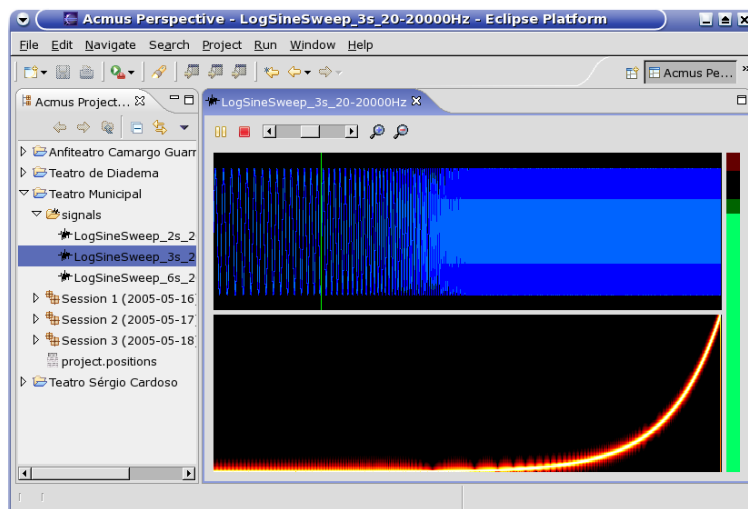 Acmus Perspective - LogSineSweep_3s_20-20000Hz - Eclipse Platform
File Edit Navigate Search Project Run Window Help
Acmus Pe... »
Acmus Project...
LogSineSweep_3s_20-20000Hz
Anfiteatro Camargo Guarr
Teatro de Diadema
Teatro Municipal
signals
LogSineSweep_2s_2
LogSineSweep_3s_2
LogSineSweep_6s_2
Session 1 (2005-05-16)
Session 2 (2005-05-17)
Session 3 (2005-05-18)
project.positions
Teatro Sérgio Cardoso